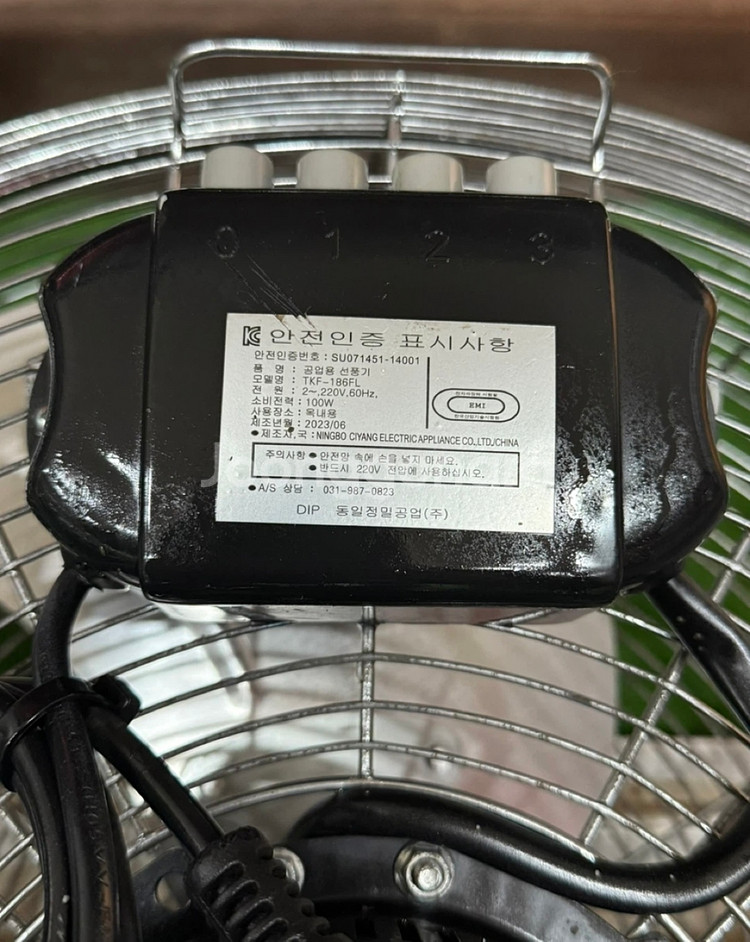 0 1 2 3
안전인증 표시사항
안전인증번호 : SU071451-14001
품 명 : 공업용 선풍기
모델명 : TKF-186FL
전 원 : 2~,220V,60Hz,
소비전력 : 100W
사용장소 : 옥내용
제조년월 : 2023/06
● 제조사,국 : NINGBO CIYANG ELECTRIC APPLIANCE CO.,LTD./CHINA
EMI
주의사항 ● 안전망 속에 손을 넣지 마세요.
● 반드시 220V 전압에 사용하십시오.
● A/S 상담 : 031-987-0823
DIP 동일정밀공업(주)